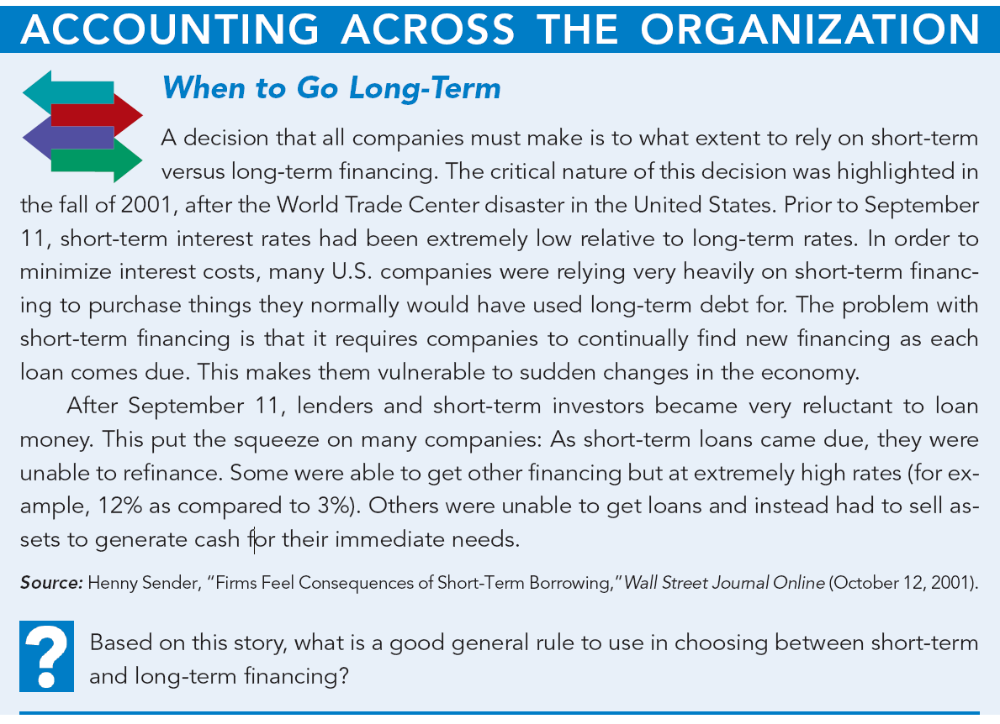 ACCOUNTING ACROSS THE ORGANIZATION
When to Go Long-Term
A decision that all companies must make is to what extent to rely on short-term
versus long-term financing. The critical nature of this decision was highlighted in
the fall of 2001, after the World Trade Center disaster in the United States. Prior to September
11, short-term interest rates had been extremely low relative to long-term rates. In order to
minimize interest costs, many U.S. companies were relying very heavily on short-term financ-
ing to purchase things they normally would have used long-term debt for. The problem with
short-term financing is that it requires companies to continually find new financing as each
loan comes due. This makes them vulnerable to sudden changes in the economy.
After September 11, lenders and short-term investors became very reluctant to loan
money. This put the squeeze on many companies: As short-term loans came due, they were
unable to refinance. Some were able to get other financing but at extremely high rates (for ex-
ample, 12% as compared to 3%). Others were unable to get loans and instead had to sell as-
sets to generate cash for their immediate needs.
Source: Henny Sender, “Firms Feel Consequences of Short-Term Borrowing,” Wall Street Journal Online (October 12, 2001).
?
Based on this story, what is a good general rule to use in choosing between short-term
and long-term financing?